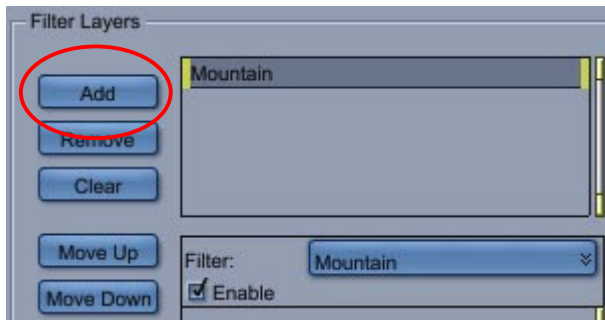 Filter Layers
Add
Remove
Clear
Move Up
Move Down
Mountain
Filter:
Mountain
Enable